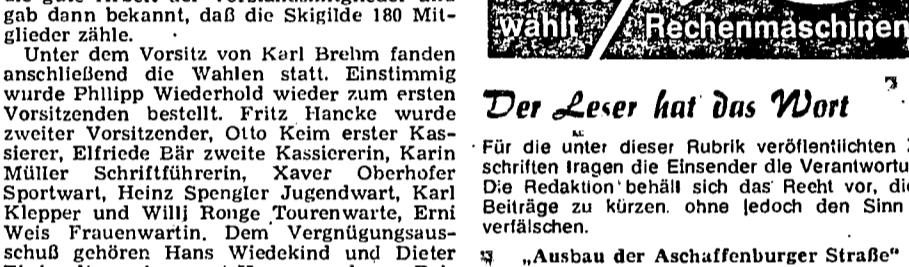 gab dann bekannt, daß die Skigilde 180 Mit-
glieder zähle.
Unter dem Vorsitz von Karl Brehm fanden
anschließend die Wahlen statt. Einstimmig
wurde Philipp Wiederhold wieder zum ersten
Vorsitzenden bestellt. Fritz Hancke wurde
zweiter Vorsitzender, Otto Keim erster Kas-
sierer, Elfriede Bär zweite Kassiererin, Karin
Müller Schriftführerin, Xaver Oberhofer
Sportwart, Heinz Spengler Jugendwart, Karl
Klepper und Willj Ronge Tourenwarte, Erni
Weis Frauenwartin. Dem Vergnügungsaus-
schuß gehören Hans Wiedekind und Dieter
wählt Rechenmaschinen
Der Leser hat das Wort
Für die unter dieser Rubrik veröffentlichten
schriften tragen die Einsender die Verantwortu
Die Redaktion behält sich das Recht vor, die
Beiträge zu kürzen. ohne jedoch den Sinn
verfälschen.
„Ausbau der Aschaffenburger Straße“